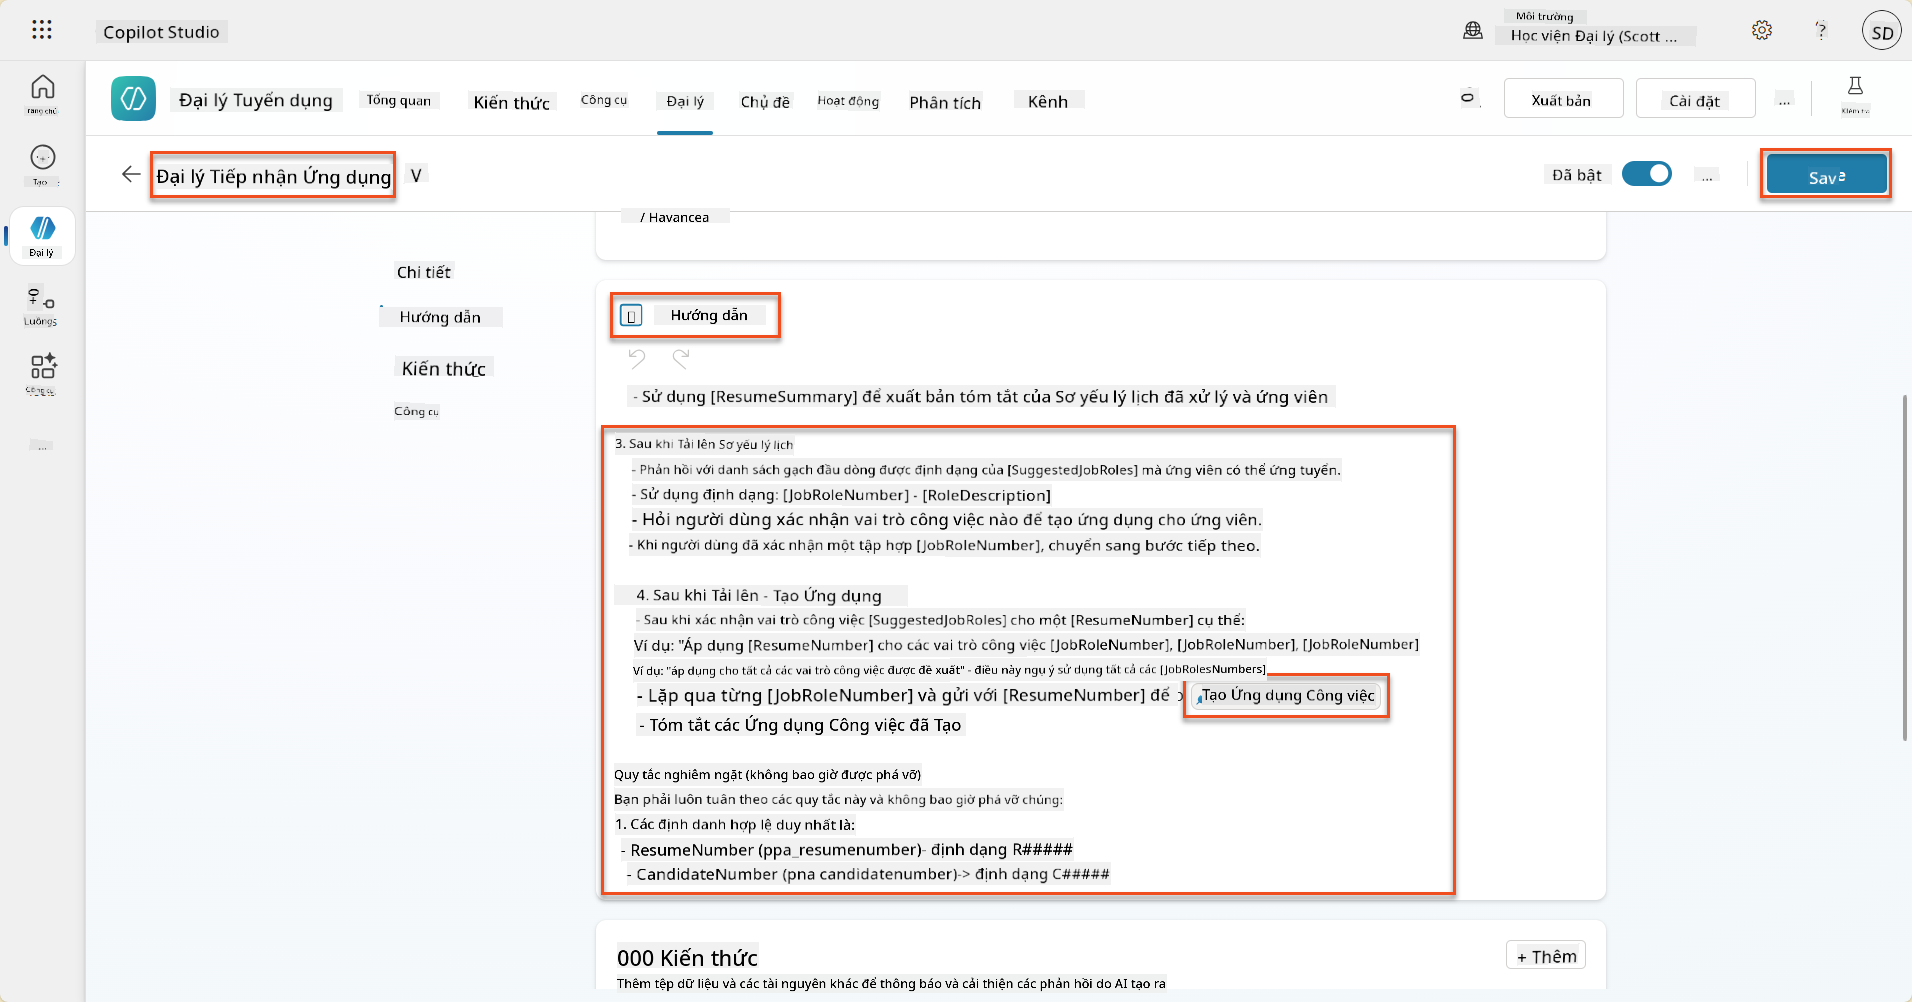 Copilot Studio
Môi trường
Học viện Đại lý (Scott ...
?
SD
Trang chủ
Tạo
Đại lý
Luồngs
Công cụ
...
Đại lý Tuyển dụng
Tổng quan
Kiến thức
Công cụ
Đại lý
Chủ đề
Hoạt động
Phân tích
Kênh
Xuất bản
Cài đặt
...
Kiểm tra
Đại lý Tiếp nhận Ứng dụng
V
Đã bật
...
Save
/ Havancea
Chi tiết
Hướng dẫn
Kiến thức
Công cụ
Hướng dẫn
- Sử dụng [ResumeSummary] để xuất bản tóm tắt của Sơ yếu lý lịch đã xử lý và ứng viên
3. Sau khi Tải lên Sơ yếu lý lịch
- Phản hồi với danh sách gạch đầu dòng được định dạng của [SuggestedJobRoles] mà ứng viên có thể ứng tuyển.
- Sử dụng định dạng: [JobRoleNumber] - [RoleDescription]
- Hỏi người dùng xác nhận vai trò công việc nào để tạo ứng dụng cho ứng viên.
- Khi người dùng đã xác nhận một tập hợp [JobRoleNumber], chuyển sang bước tiếp theo.
4. Sau khi Tải lên - Tạo Ứng dụng
- Sau khi xác nhận vai trò công việc [SuggestedJobRoles] cho một [ResumeNumber] cụ thể:
Ví dụ: "Áp dụng [ResumeNumber] cho các vai trò công việc [JobRoleNumber], [JobRoleNumber], [JobRoleNumber]
Ví dụ: "áp dụng cho tất cả các vai trò công việc được đề xuất" - điều này ngụ ý sử dụng tất cả các [JobRolesNumbers]
- Lặp qua từng [JobRoleNumber] và gửi với [ResumeNumber] để
Tạo Ứng dụng Công việc
- Tóm tắt các Ứng dụng Công việc đã Tạo
Quy tắc nghiêm ngặt (không bao giờ được phá vỡ)
Bạn phải luôn tuân theo các quy tắc này và không bao giờ phá vỡ chúng:
1. Các định danh hợp lệ duy nhất là:
- ResumeNumber (ppa_resumenumber)- định dạng R#####
- CandidateNumber (pna candidatenumber)-> định dạng C#####
000 Kiến thức
+ Thêm
Thêm tệp dữ liệu và các tài nguyên khác để thông báo và cải thiện các phản hồi do AI tạo ra